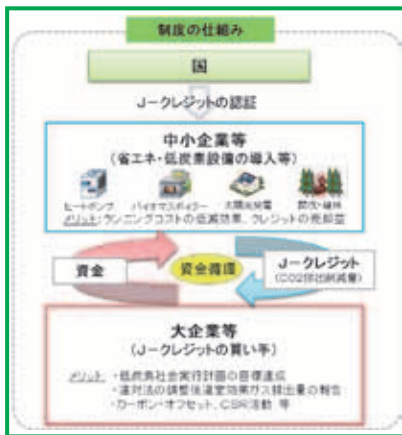 制度の仕組み
国
J-クレジットの認証
中小企業等
(省エネ・低炭素設備の導入等)
ヒートポンプ バイオマスボイラー 太陽光発電 間伐・植林
メリット:ランニングコストの低減効果、クレジットの売却益
資金
資金循環
J-クレジット
(CO2排出削減量)
大企業等
(J-クレジットの買い手)
メリット ・低炭素社会実行計画の目標達成
・温対法の調整後温室効果ガス排出量の報告
・カーボン・オフセット、CSR活動 等